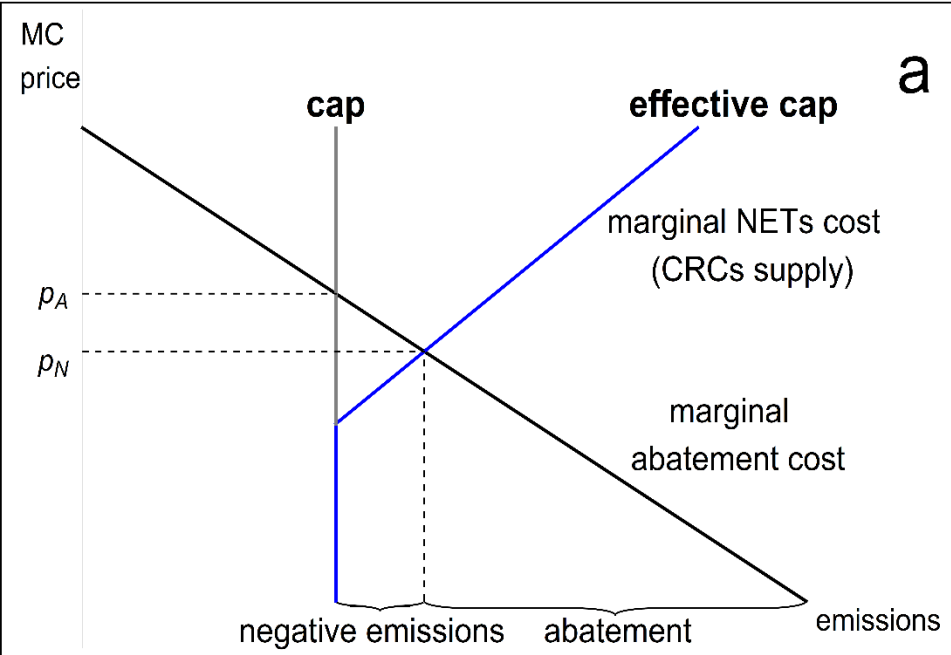 MC
price
a
cap
effective cap
marginal NETs cost
(CRCs supply)
pA
pN
marginal
abatement cost
negative emissions
abatement
emissions